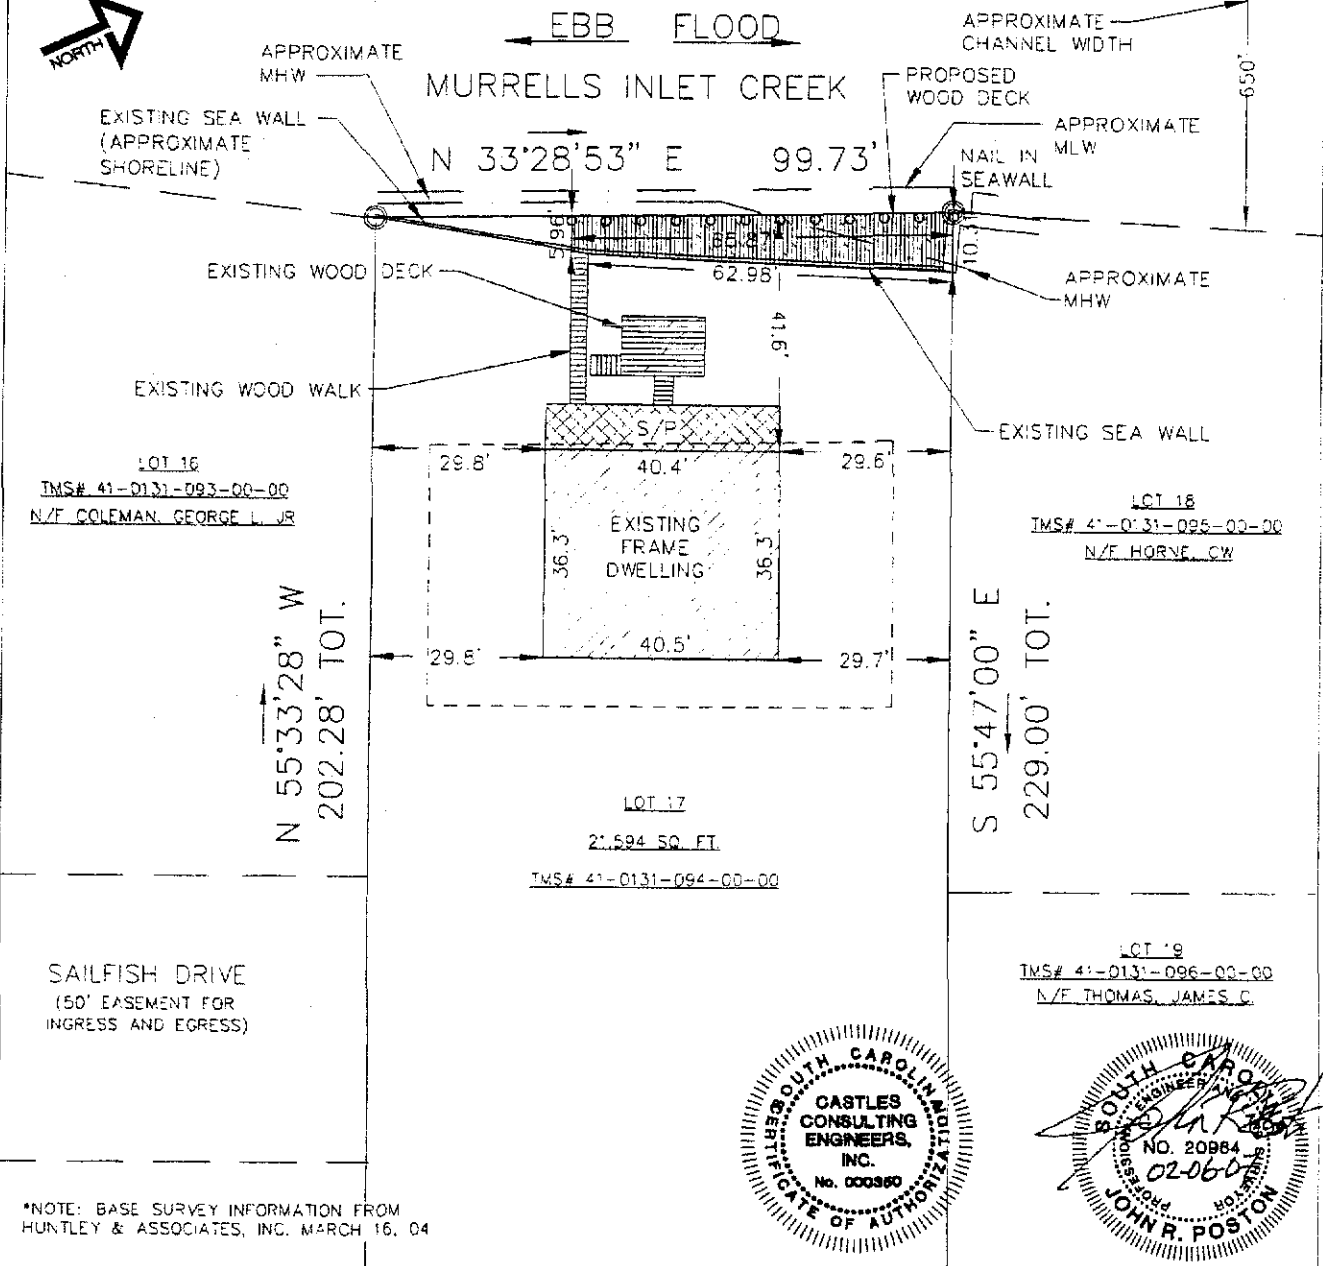 NORTH
EBB FLOOD
MURRELLS INLET CREEK
APPROXIMATE
CHANNEL WIDTH
650'
APPROXIMATE
MHW
PROPOSED
WOOD DECK
EXISTING SEA WALL
(APPROXIMATE
SHORELINE)
APPROXIMATE
MLW
N 33°28'53" E 99.73'
NAIL IN
SEAWALL
5.96'
10.31'
62.98'
EXISTING WOOD DECK
APPROXIMATE
MHW
41.6'
EXISTING WOOD WALK
S/P
EXISTING SEA WALL
29.8'
40.4'
29.6'
LOT 16
TMS# 41-0131-093-00-00
N/F COLEMAN, GEORGE L. JR
LOT 18
TMS# 41-0131-095-00-00
N/F HORNE, CW
36.3'
EXISTING
FRAME
DWELLING
36.3'
29.8'
40.5'
29.7'
N 55°33'28" W
202.28' TOT.
S 55°47'00" E
229.00' TOT.
LOT 17
21,594 SQ. FT.
TMS# 41-0131-094-00-00
SAILFISH DRIVE
(50' EASEMENT FOR
INGRESS AND EGRESS)
LOT 19
TMS# 41-0131-096-00-00
N/F THOMAS, JAMES C.
SOUTH CAROLINA
CERTIFICATE OF AUTHORIZATION
CASTLES
CONSULTING
ENGINEERS,
INC.
No. 000350
SOUTH CAROLINA
PROFESSIONAL ENGINEER AND SURVEYOR
NO. 20984
JOHN R. POSTON
*NOTE: BASE SURVEY INFORMATION FROM
HUNTLEY & ASSOCIATES, INC. MARCH 16, 04